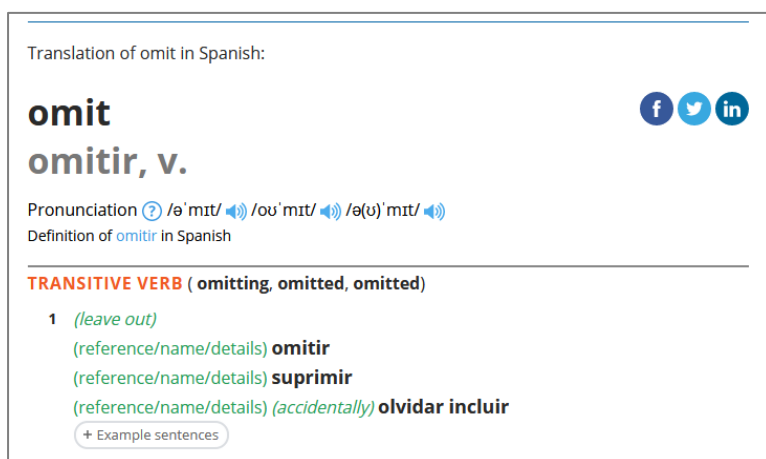 Translation of omit in Spanish:
omit
omitir, v.
Pronunciation ? /əˈmɪt/ /oʊˈmɪt/ /ə(ʊ)ˈmɪt/
Definition of omitir in Spanish
TRANSITIVE VERB ( omitting, omitted, omitted)
1 (leave out)
(reference/name/details) omitir
(reference/name/details) suprimir
(reference/name/details) (accidentally) olvidar incluir
+ Example sentences